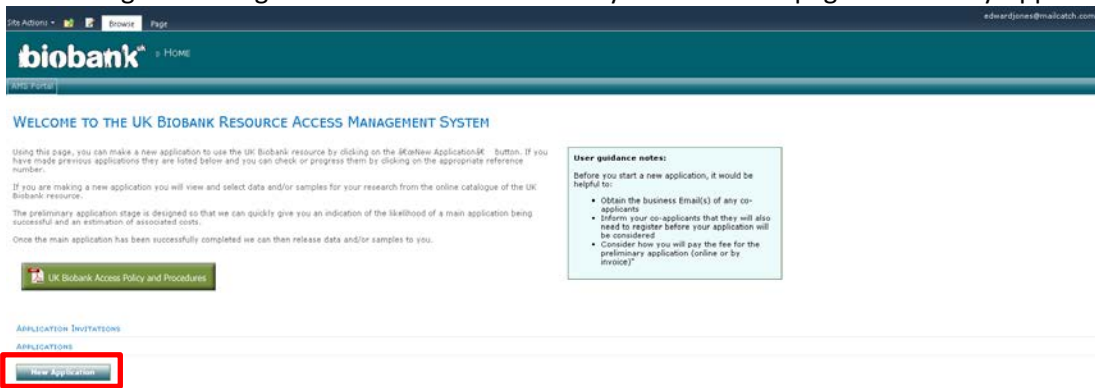 Site Actions Browse Page edwardjones@mailcatch.com
biobank uk » HOME
AMS Portal
WELCOME TO THE UK BIOBANK RESOURCE ACCESS MANAGEMENT SYSTEM
Using this page, you can make a new application to use the UK Biobank resource by clicking on the â€œNew Applicationâ€ button. If you
have made previous applications they are listed below and you can check or progress them by clicking on the appropriate reference
number.
If you are making a new application you will view and select data and/or samples for your research from the online catalogue of the UK
Biobank resource.
The preliminary application stage is designed so that we can quickly give you an indication of the likelihood of a main application being
successful and an estimation of associated costs.
Once the main application has been successfully completed we can then release data and/or samples to you.
UK Biobank Access Policy and Procedures
User guidance notes:
Before you start a new application, it would be
helpful to:
• Obtain the business Email(s) of any co-
applicants
• Inform your co-applicants that they will also
need to register before your application will
be considered
• Consider how you will pay the fee for the
preliminary application (online or by
invoice)"
APPLICATION INVITATIONS
APPLICATIONS
New Application